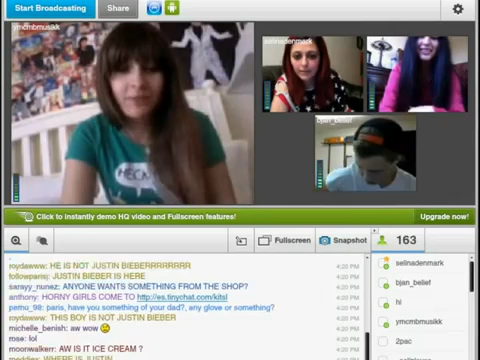 Start Broadcasting
Share
ymcmbmusikk
selinadenmark
bjan_belief
Click to instantly demo HQ video and Fullscreen features!
Upgrade now!
Fullscreen
Snapshot
163
roydawww: HE IS NOT JUSTIN BIEBERRRRRRRR
4:20 PM
followparisj: JUSTIN BIEBER IS HERE
4:20 PM
sarayy_nunez: ANYONE WANTS SOMETHING FROM THE SHOP?
4:20 PM
anthony: HORNY GIRLS COME TO http://es.tinychat.com/kitsl
4:20 PM
pemu_98: paris, have you something of your dad?, any glove or something?
4:20 PM
roydawww: THIS BOY IS NOT JUSTIN BIEBER
4:20 PM
michelle_benish: aw wow
4:20 PM
rose: lol
4:20 PM
moonwalkerr: AW IS IT ICE CREAM ?
4:20 PM
WHERE IS JUSTIN
selinadenmark
bjan_belief
hi
ymcmbmusikk
2pac